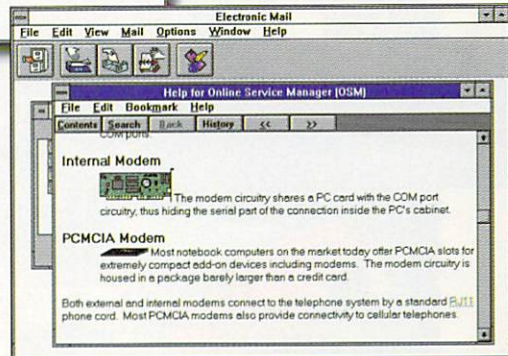 Electronic Mail
File Edit View Mail Options Window Help
Help for Online Service Manager [OSM]
File Edit Bookmark Help
Contents Search Back History << >>
COM ports.
Internal Modem
The modem circuitry shares a PC card with the COM port
circuitry, thus hiding the serial part of the connection inside the PC's cabinet.
PCMCIA Modem
Most notebook computers on the market today offer PCMCIA slots for
extremely compact add-on devices including modems. The modem circuitry is
housed in a package barely larger than a credit card.
Both external and internal modems connect to the telephone system by a standard RJ11
phone cord. Most PCMCIA modems also provide connectivity to cellular telephones.